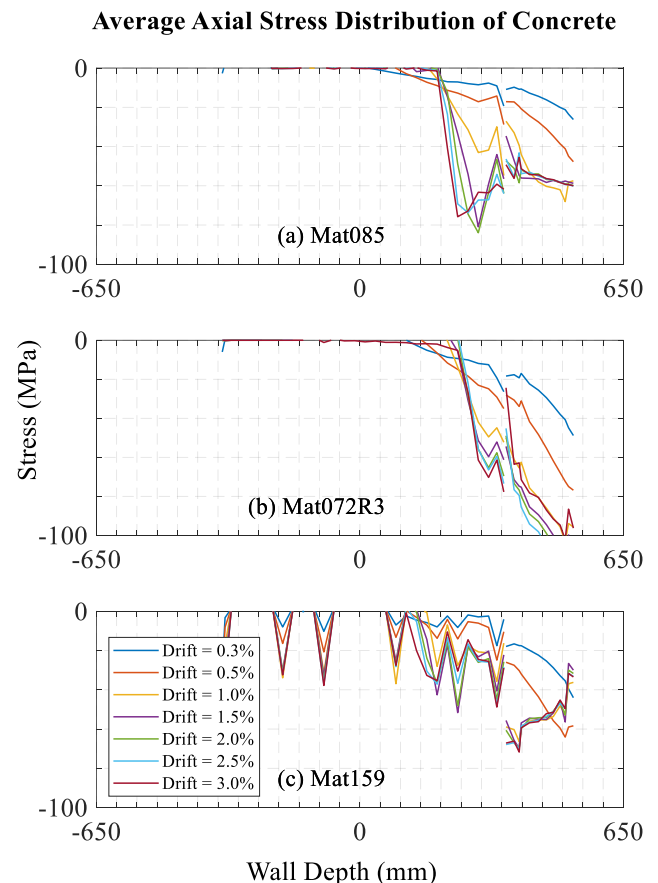 Average Axial Stress Distribution of Concrete
0
(a) Mat085
-100
-650
0
650
0
Stress (MPa)
(b) Mat072R3
-100
-650
0
650
0
Drift = 0.3%
Drift = 0.5%
Drift = 1.0%
Drift = 1.5%
Drift = 2.0%
Drift = 2.5%
Drift = 3.0%
(c) Mat159
-100
-650
0
650
Wall Depth (mm)